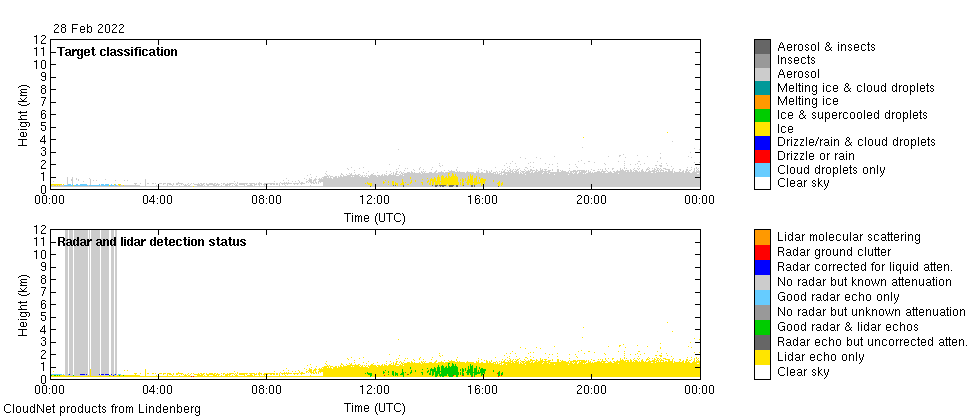 28 Feb 2022
Target classification
12
11
10
9
8
7
6
5
4
3
2
1
0
Height (km)
00:00 04:00 08:00 12:00 16:00 20:00 00:00
Time (UTC)
Aerosol & insects
Insects
Aerosol
Melting ice & cloud droplets
Melting ice
Ice & supercooled droplets
Ice
Drizzle/rain & cloud droplets
Drizzle or rain
Cloud droplets only
Clear sky
Radar and lidar detection status
12
11
10
9
8
7
6
5
4
3
2
1
0
Height (km)
00:00 04:00 08:00 12:00 16:00 20:00 00:00
Time (UTC)
Lidar molecular scattering
Radar ground clutter
Radar corrected for liquid atten.
No radar but known attenuation
Good radar echo only
No radar but unknown attenuation
Good radar & lidar echos
Radar echo but uncorrected atten.
Lidar echo only
Clear sky
CloudNet products from Lindenberg